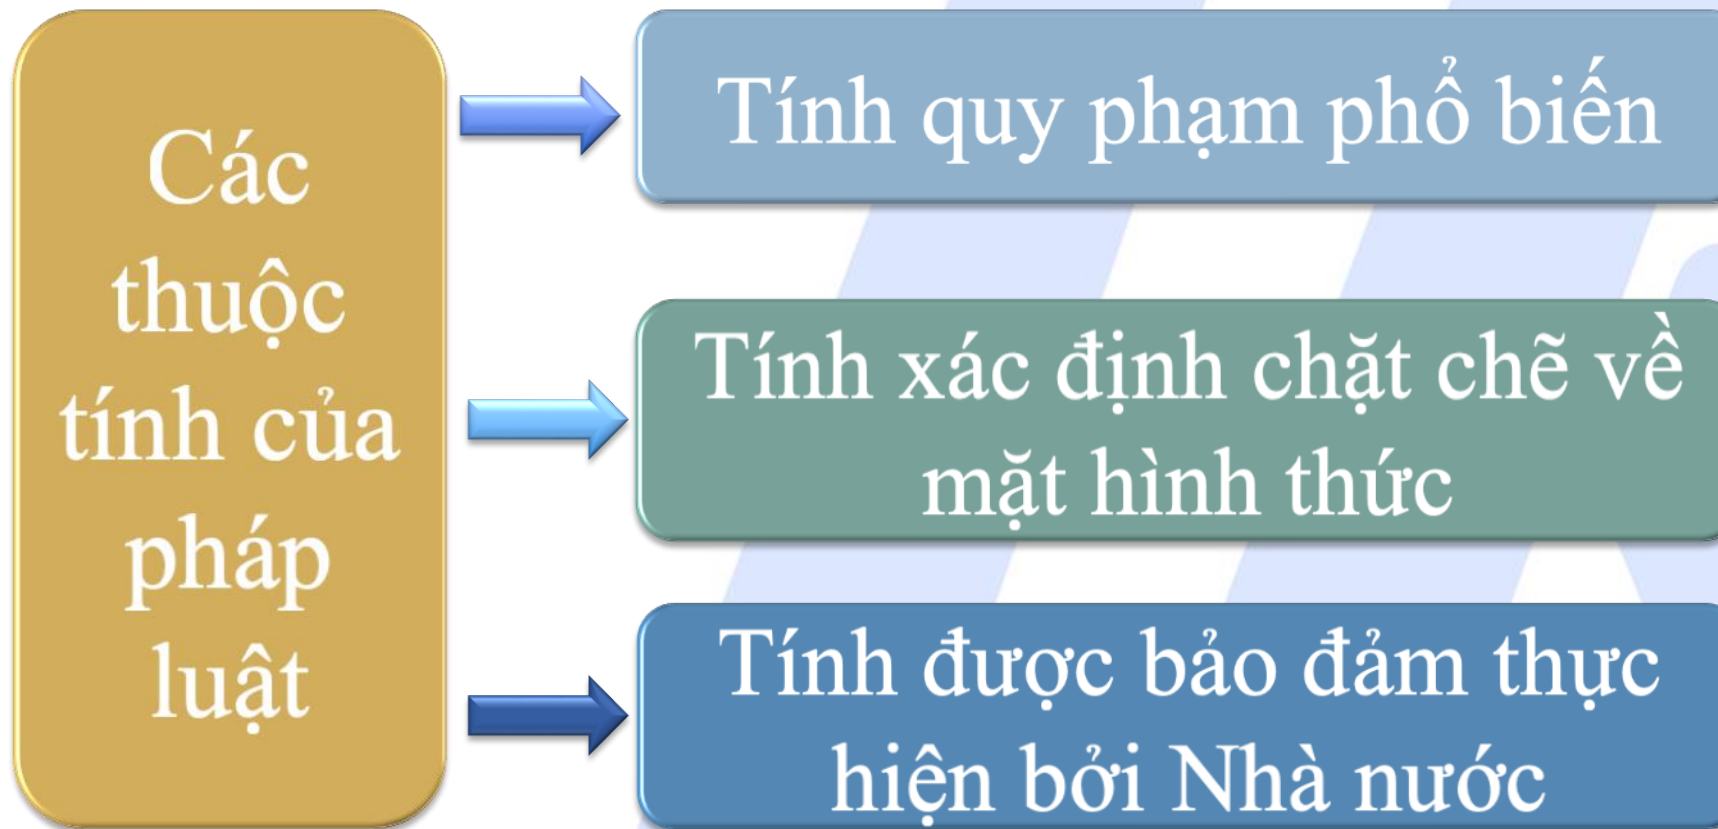 Các
thuộc
tính của
pháp
luật
Tính quy phạm phổ biến
Tính xác định chặt chẽ về
mặt hình thức
Tính được bảo đảm thực
hiện bởi Nhà nước